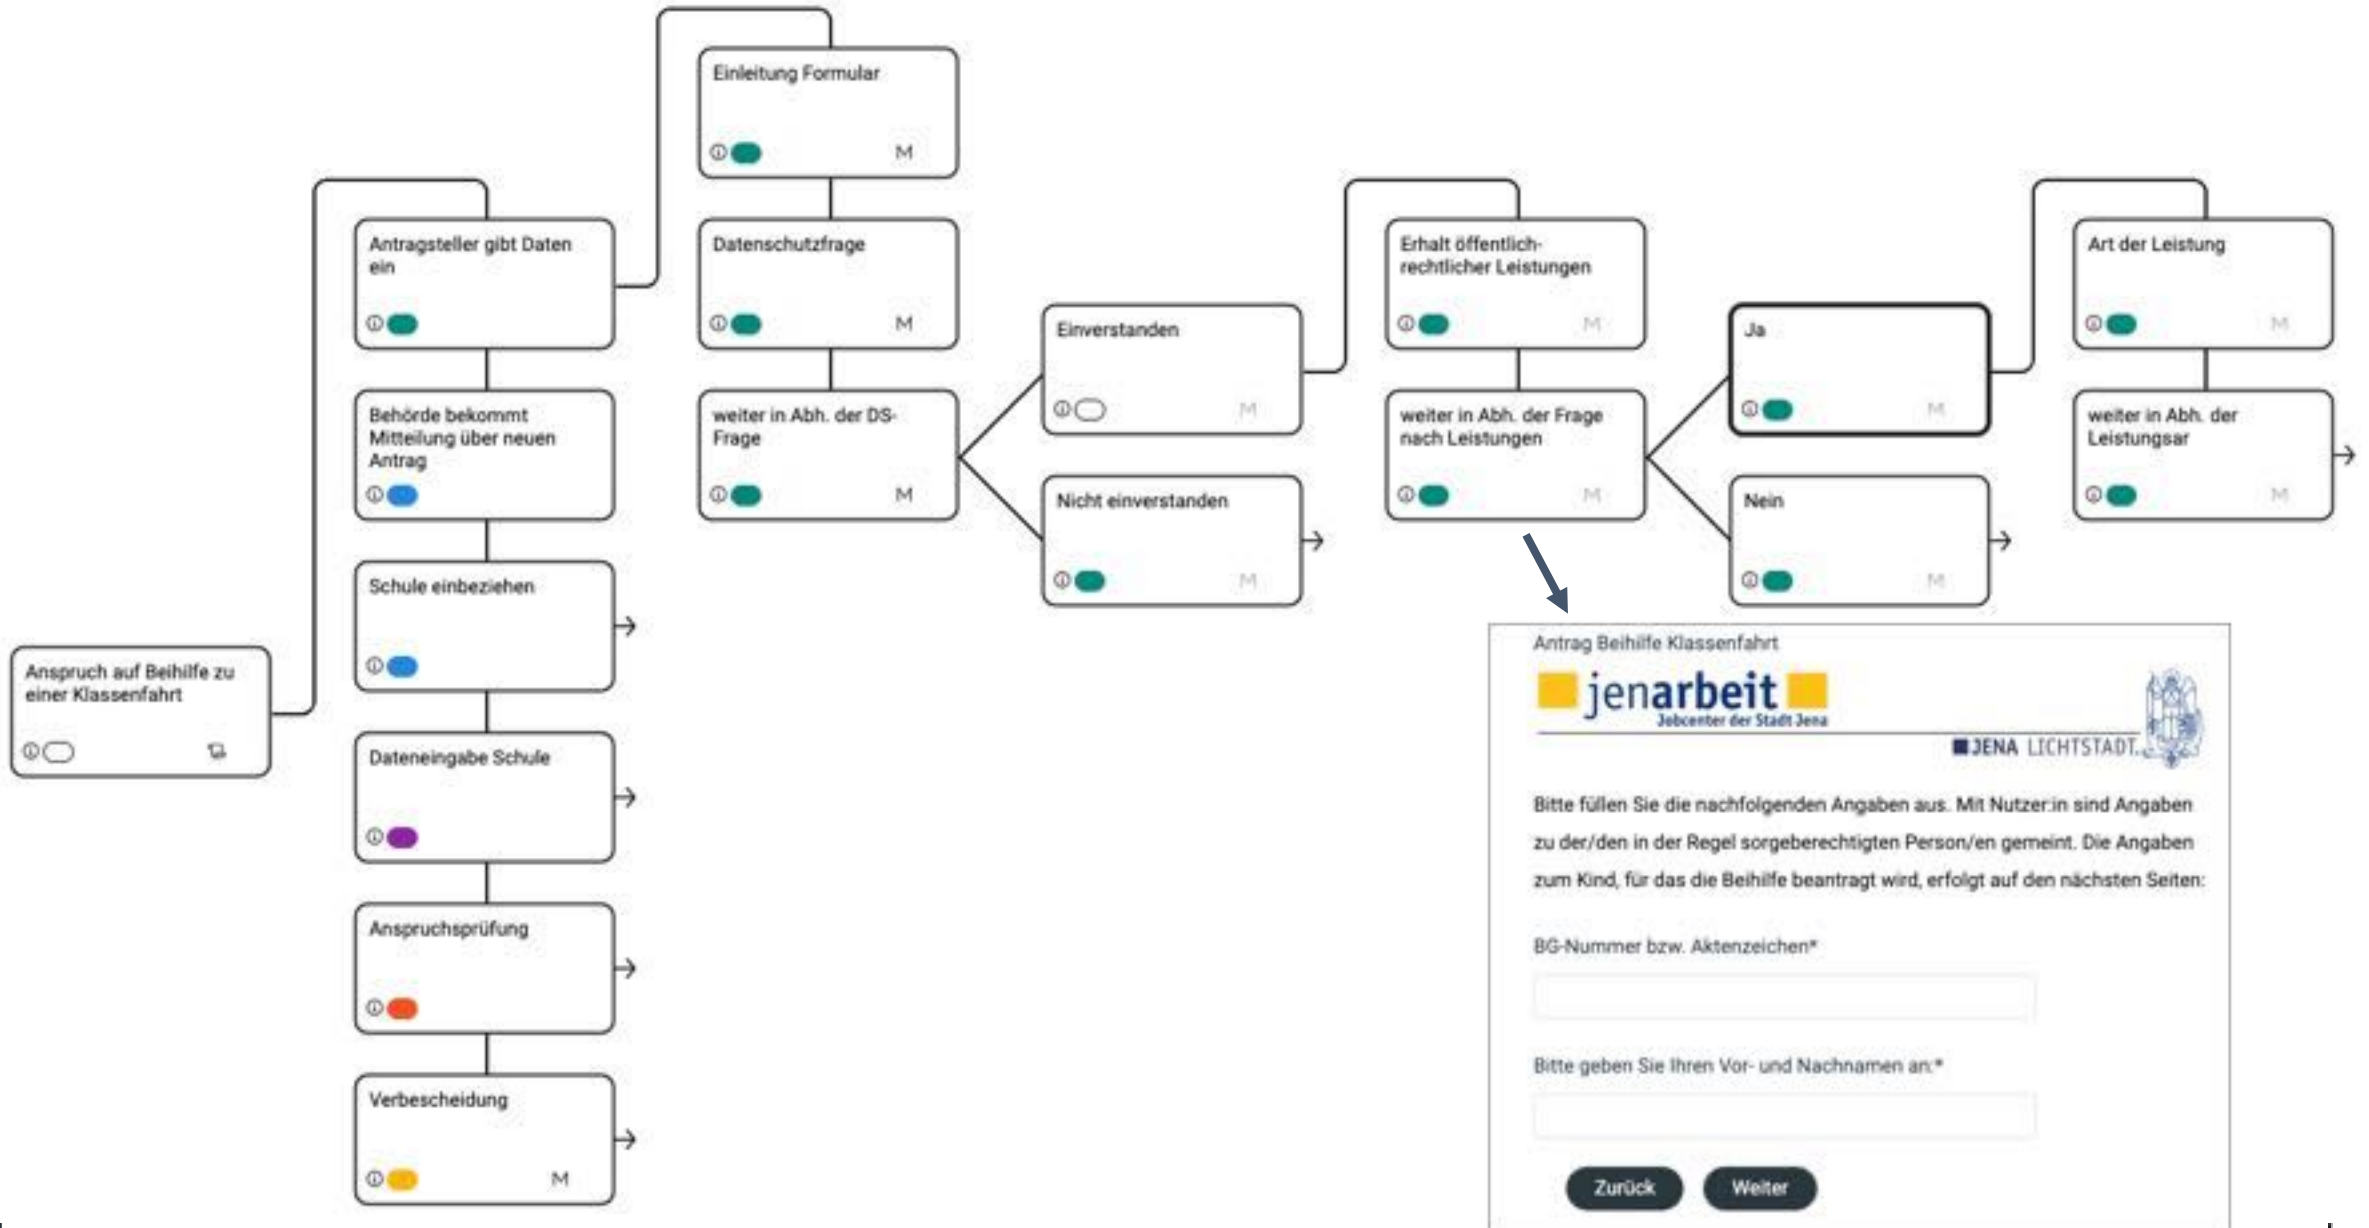 Anspruch auf Beihilfe zu
einer Klassenfahrt
Antragsteller gibt Daten
ein
Behörde bekommt
Mitteilung über neuen
Antrag
Schule einbeziehen
Dateneingabe Schule
Anspruchsprüfung
Verbescheidung
M
Einleitung Formular
M
Datenschutzfrage
M
weiter in Abh. der DS-
Frage
M
Einverstanden
M
Nicht einverstanden
M
Erhalt öffentlich-
rechtlicher Leistungen
M
weiter in Abh. der Frage
nach Leistungen
M
Ja
M
Nein
M
Art der Leistung
M
weiter in Abh. der
Leistungsar
M
Antrag Beihilfe Klassenfahrt
jenarbeit
Jobcenter der Stadt Jena
JENA LICHTSTADT.
Bitte füllen Sie die nachfolgenden Angaben aus. Mit Nutzer:in sind Angaben
zu der/den in der Regel sorgeberechtigten Person/en gemeint. Die Angaben
zum Kind, für das die Beihilfe beantragt wird, erfolgt auf den nächsten Seiten:
BG-Nummer bzw. Aktenzeichen*
Bitte geben Sie Ihren Vor- und Nachnamen an:*
Zurück
Weiter